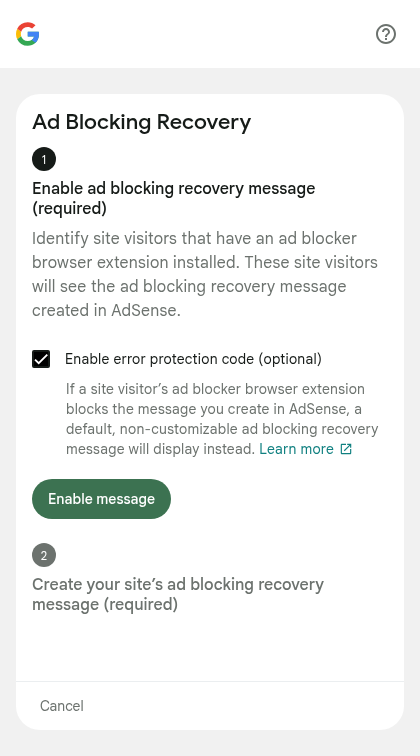 Ad Blocking Recovery
1
Enable ad blocking recovery message
(required)
Identify site visitors that have an ad blocker
browser extension installed. These site visitors
will see the ad blocking recovery message
created in AdSense.
Enable error protection code (optional)
If a site visitor’s ad blocker browser extension
blocks the message you create in AdSense, a
default, non-customizable ad blocking recovery
message will display instead. Learn more
Enable message
2
Create your site’s ad blocking recovery
message (required)
Cancel